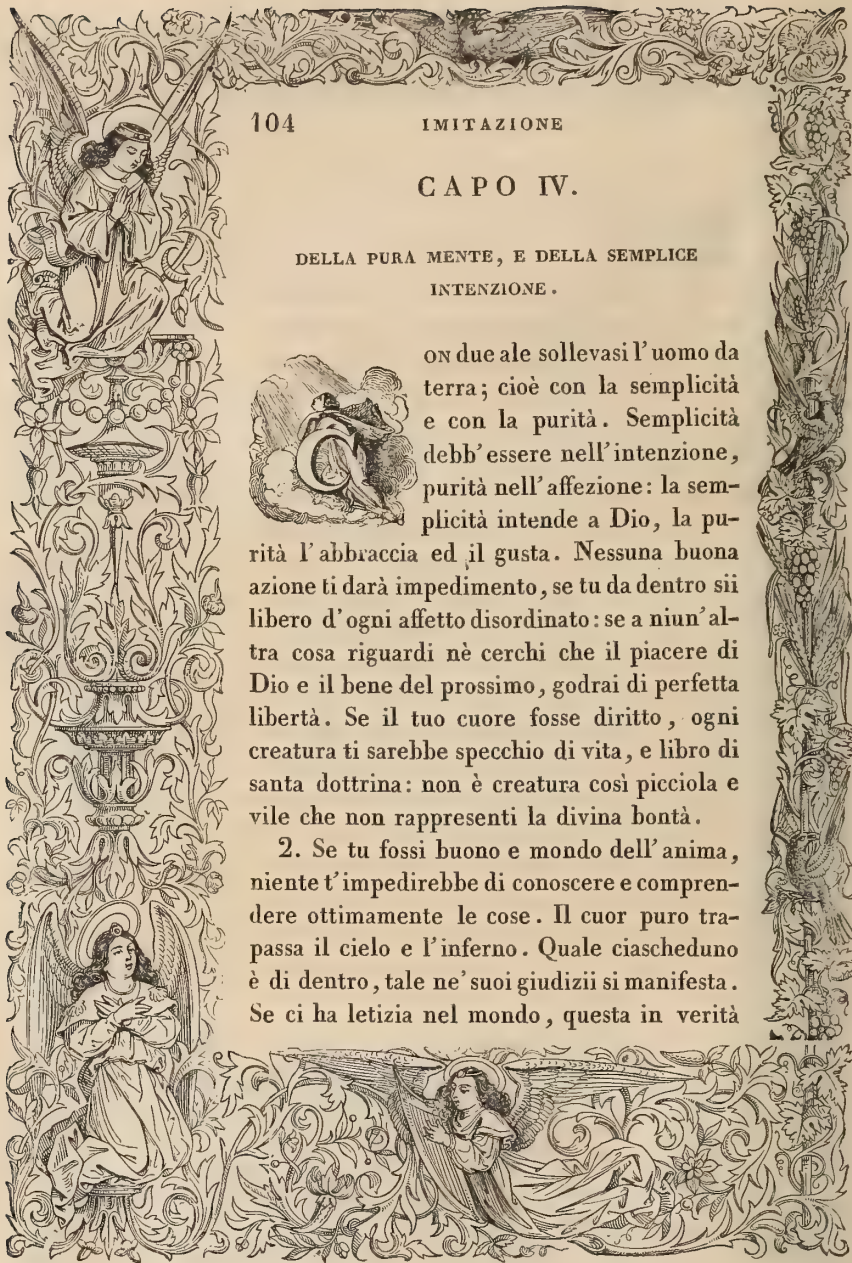 104 IMITAZIONE
CAPO IV.
DELLA PURA MENTE, E DELLA SEMPLICE
INTENZIONE.
CON due ale sollevasi l'uomo da
terra; cioè con la semplicità
e con la purità. Semplicità
debb'essere nell'intenzione,
purità nell'affezione: la sem-
plicità intende a Dio, la pu-
rità l'abbraccia ed il gusta. Nessuna buona
azione ti darà impedimento, se tu da dentro sii
libero d'ogni affetto disordinato: se a niun'al-
tra cosa riguardi nè cerchi che il piacere di
Dio e il bene del prossimo, godrai di perfetta
libertà. Se il tuo cuore fosse diritto, ogni
creatura ti sarebbe specchio di vita, e libro di
santa dottrina: non è creatura così picciola e
vile che non rappresenti la divina bontà.
2. Se tu fossi buono e mondo dell'anima,
niente t'impedirebbe di conoscere e compren-
dere ottimamente le cose. Il cuor puro tra-
passa il cielo e l'inferno. Quale ciascheduno
è di dentro, tale ne' suoi giudizii si manifesta.
Se ci ha letizia nel mondo, questa in verità